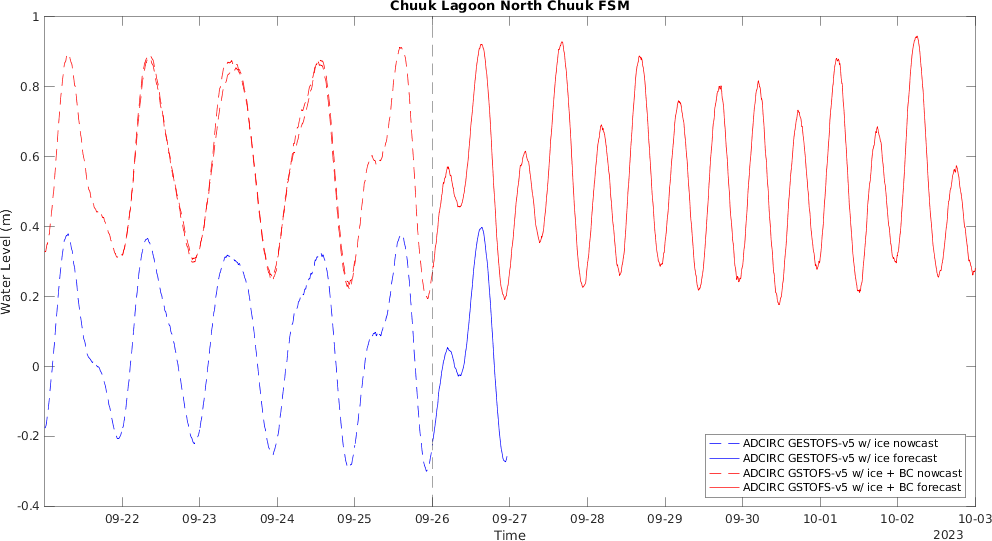 Chuuk Lagoon North Chuuk FSM
1
0.8
0.6
0.4
0.2
0
-0.2
-0.4
Water Level (m)
ADCIRC GESTOFS-v5 w/ ice nowcast
ADCIRC GESTOFS-v5 w/ ice forecast
ADCIRC GSTOFS-v5 w/ ice + BC nowcast
ADCIRC GSTOFS-v5 w/ ice + BC forecast
09-22 09-23 09-24 09-25 09-26 09-27 09-28 09-29 09-30 10-01 10-02 10-03
Time
2023